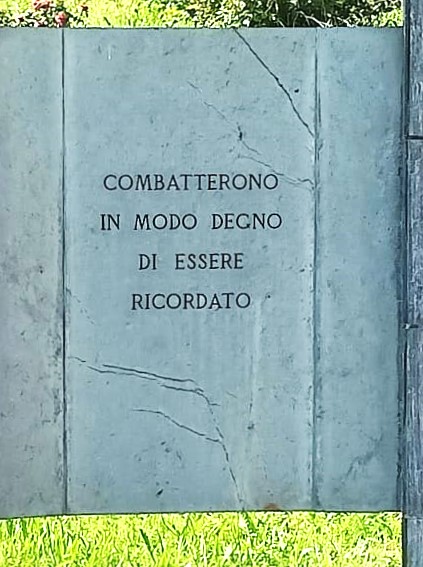 COMBATTERONO
IN MODO DEGNO
DI ESSERE
RICORDATO